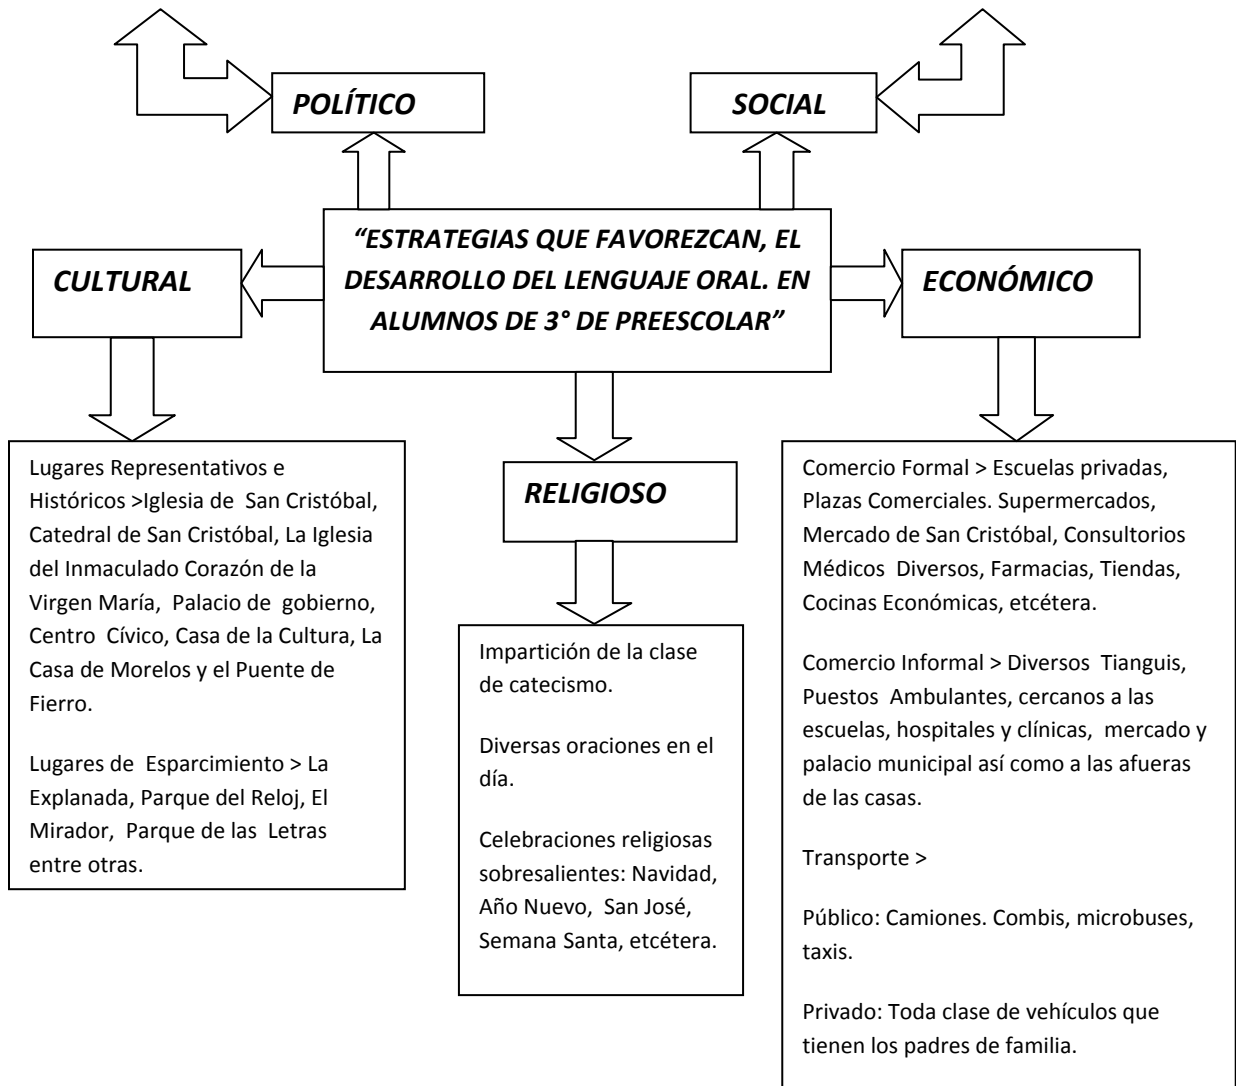 POLÍTICO
SOCIAL
“ESTRATEGIAS QUE FAVOREZCAN, EL
DESARROLLO DEL LENGUAJE ORAL. EN
ALUMNOS DE 3° DE PREESCOLAR”
CULTURAL
ECONÓMICO
Lugares Representativos e
Históricos >Iglesia de San Cristóbal,
Catedral de San Cristóbal, La Iglesia
del Inmaculado Corazón de la
Virgen María, Palacio de gobierno,
Centro Cívico, Casa de la Cultura, La
Casa de Morelos y el Puente de
Fierro.
Lugares de Esparcimiento > La
Explanada, Parque del Reloj, El
Mirador, Parque de las Letras
entre otras.
RELIGIOSO
Impartición de la clase
de catecismo.
Diversas oraciones en el
día.
Celebraciones religiosas
sobresalientes: Navidad,
Año Nuevo, San José,
Semana Santa, etcétera.
Comercio Formal > Escuelas privadas,
Plazas Comerciales. Supermercados,
Mercado de San Cristóbal, Consultorios
Médicos Diversos, Farmacias, Tiendas,
Cocinas Económicas, etcétera.
Comercio Informal > Diversos Tianguis,
Puestos Ambulantes, cercanos a las
escuelas, hospitales y clínicas, mercado y
palacio municipal así como a las afueras
de las casas.
Transporte >
Público: Camiones. Combis, microbuses,
taxis.
Privado: Toda clase de vehículos que
tienen los padres de familia.